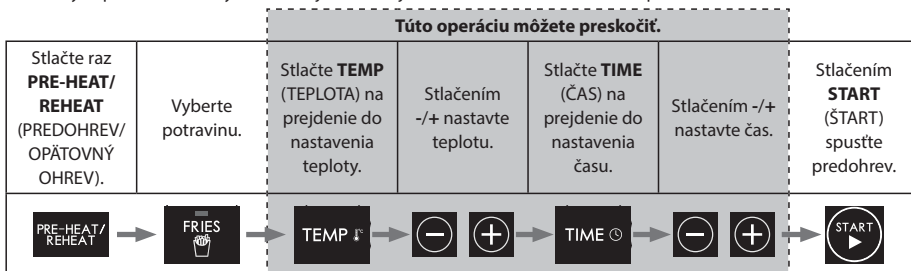 Túto operáciu môžete preskočiť.
Stlačte raz
PRE-HEAT/
REHEAT
(PREDOHREV/
OPÄTOVNÝ
OHREV).
Vyberte
potravinu.
Stlačte TEMP
(TEPLOTA) na
prejdenie do
nastavenia
teploty.
Stlačením
-/+ nastavte
teplotu.
Stlačte TIME
(ČAS) na
prejdenie do
nastavenia
času.
Stlačením -/+
nastavte čas.
Stlačením
START
(ŠTART)
spusťte
predohrev.
PRE-HEAT/
REHEAT
FRIES
TEMP °C
TIME
START